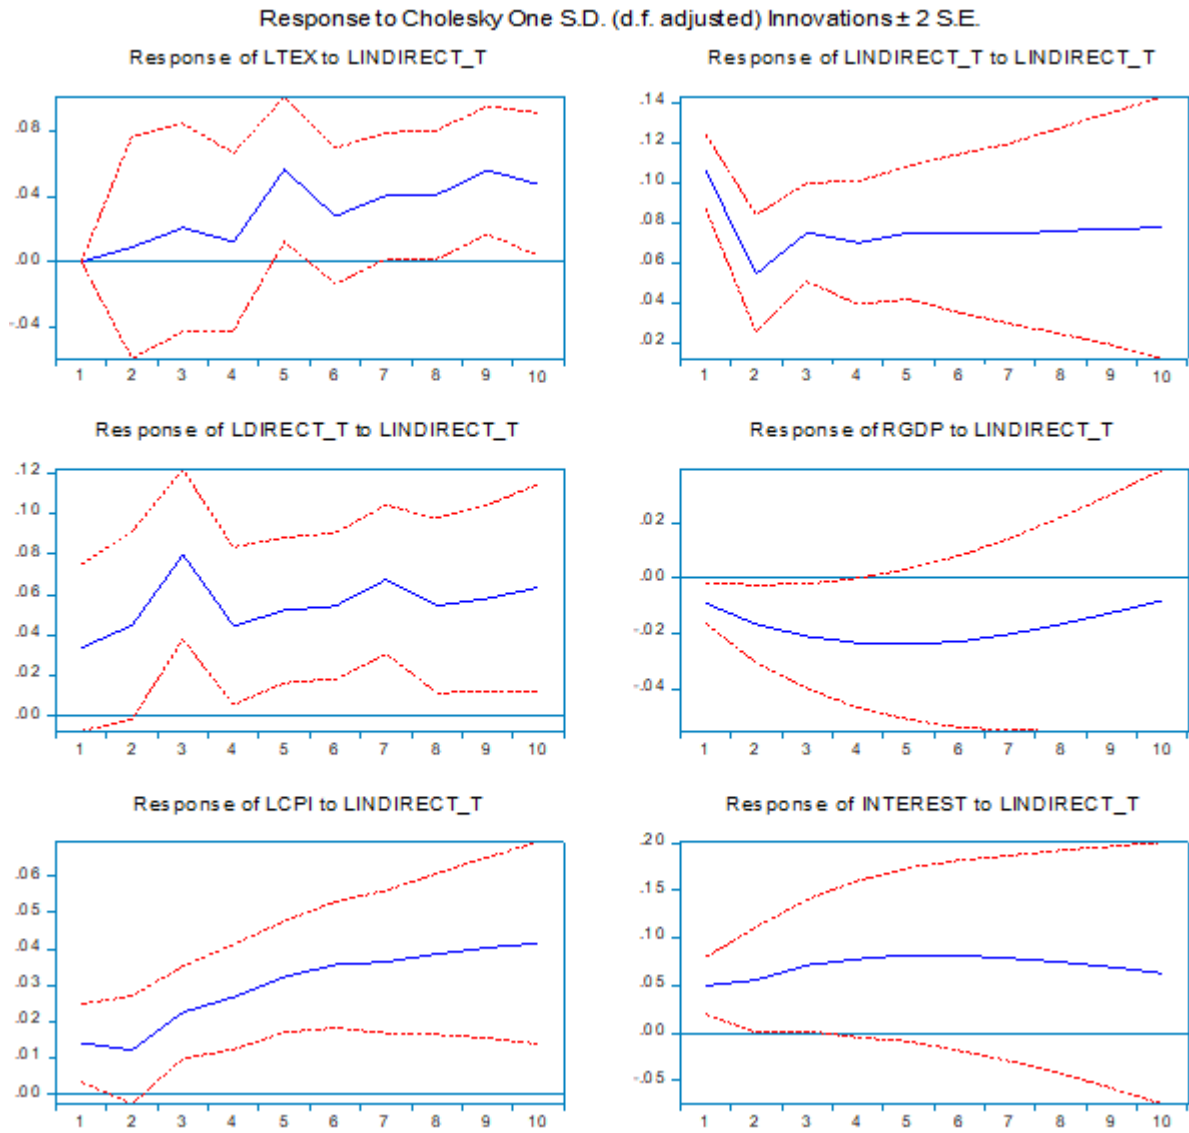 Response to Cholesky One S.D. (d.f. adjusted) Innovations ± 2 S.E.
Response of LTEX to LINDIRECT_T
.08
.04
.00
-.04
1 2 3 4 5 6 7 8 9 10
Response of LINDIRECT_T to LINDIRECT_T
.14
.12
.10
.08
.06
.04
.02
1 2 3 4 5 6 7 8 9 10
Response of LDIRECT_T to LINDIRECT_T
.12
.10
.08
.06
.04
.02
.00
1 2 3 4 5 6 7 8 9 10
Response of RGDP to LINDIRECT_T
.02
.00
-.02
-.04
1 2 3 4 5 6 7 8 9 10
Response of LCPI to LINDIRECT_T
.06
.05
.04
.03
.02
.01
.00
1 2 3 4 5 6 7 8 9 10
Response of INTEREST to LINDIRECT_T
.20
.15
.10
.05
.00
-.05
1 2 3 4 5 6 7 8 9 10